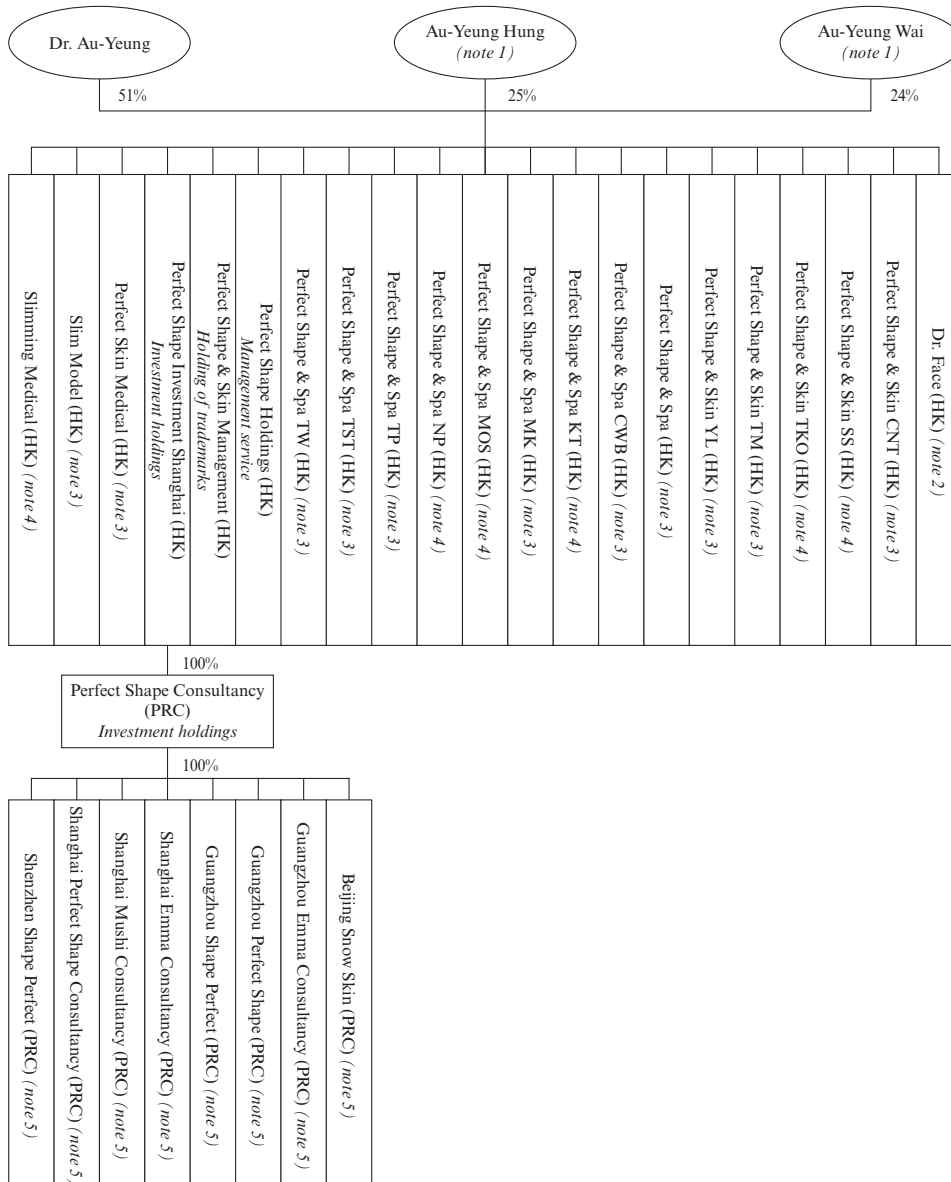 Dr. Au-Yeung
Au-Yeung Hung
(note 1)
Au-Yeung Wai
(note 1)
51%
25%
24%
Slimming Medical (HK) (note 4)
Slim Model (HK) (note 3)
Perfect Skin Medical (HK) (note 3)
Perfect Shape Investment Shanghai (HK)
Investment holdings
Perfect Shape & Skin Management (HK)
Holding of trademarks
Perfect Shape Holdings (HK)
Management service
Perfect Shape & Spa TW (HK) (note 3)
Perfect Shape & Spa TST (HK) (note 3)
Perfect Shape & Spa TP (HK) (note 3)
Perfect Shape & Spa NP (HK) (note 4)
Perfect Shape & Spa MOS (HK) (note 4)
Perfect Shape & Spa MK (HK) (note 3)
Perfect Shape & Spa KT (HK) (note 4)
Perfect Shape & Spa CWB (HK) (note 3)
Perfect Shape & Spa (HK) (note 3)
Perfect Shape & Skin YL (HK) (note 3)
Perfect Shape & Skin TM (HK) (note 3)
Perfect Shape & Skin TKO (HK) (note 4)
Perfect Shape & Skin SS (HK) (note 4)
Perfect Shape & Skin CNT (HK) (note 3)
Dr. Face (HK) (note 2)
100%
Perfect Shape Consultancy
(PRC)
Investment holdings
100%
Shenzhen Shape Perfect (PRC) (note 5)
Shanghai Perfect Shape Consultancy (PRC) (note 5)
Shanghai Mushi Consultancy (PRC) (note 5)
Shanghai Emma Consultancy (PRC) (note 5)
Guangzhou Shape Perfect (PRC) (note 5)
Guangzhou Perfect Shape (PRC) (note 5)
Guangzhou Emma Consultancy (PRC) (note 5)
Beijing Snow Skin (PRC) (note 5)